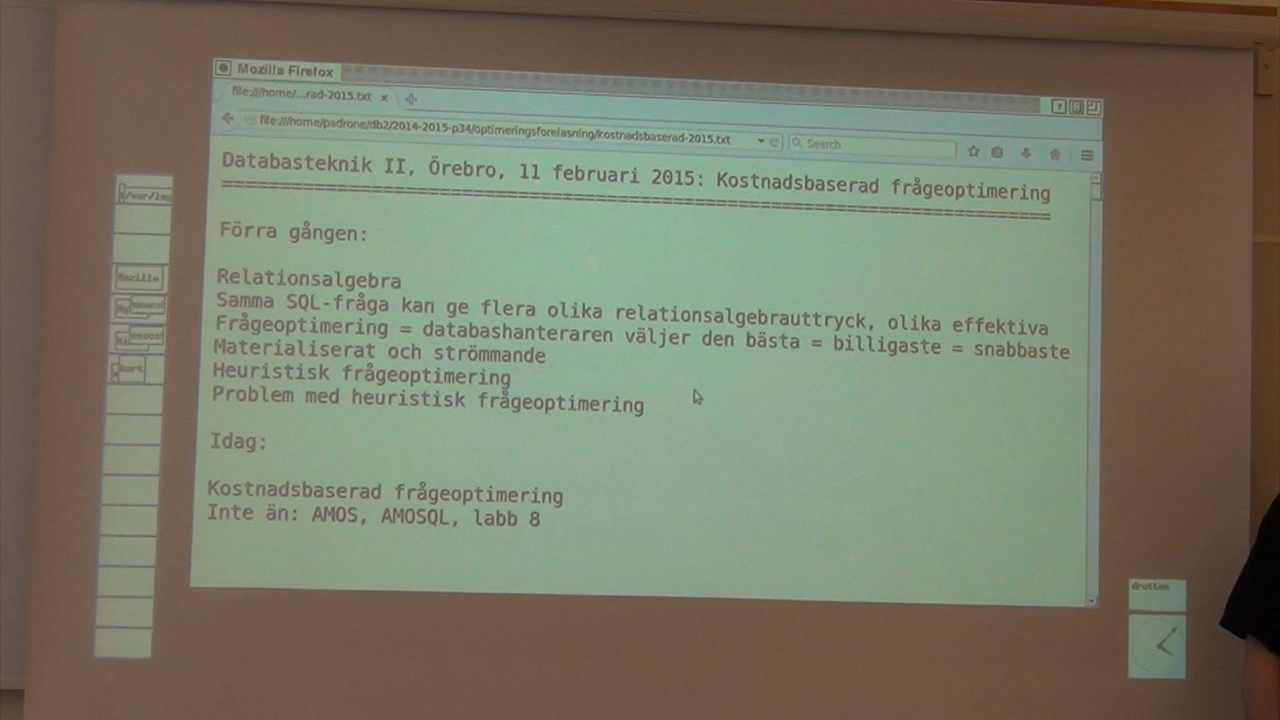 Mozilla Firefox
file:///home/...rad-2015.txt
file:///home/padrone/db2/2014-2015-p34/optimeringsforelasning/kostnadsbaserad-2015.txt
Search
Databasteknik II, Örebro, 11 februari 2015: Kostnadsbaserad frågeoptimering
Förra gången:
Relationsalgebra
Samma SQL-fråga kan ge flera olika relationsalgebrauttryck, olika effektiva
Frågeoptimering = databashanteraren väljer den bästa = billigaste = snabbaste
Materialiserat och strömmande
Heuristisk frågeoptimering
Problem med heuristisk frågeoptimering
Idag:
Kostnadsbaserad frågeoptimering
Inte än: AMOS, AMOSQL, labb 8
Mozilla
drutten